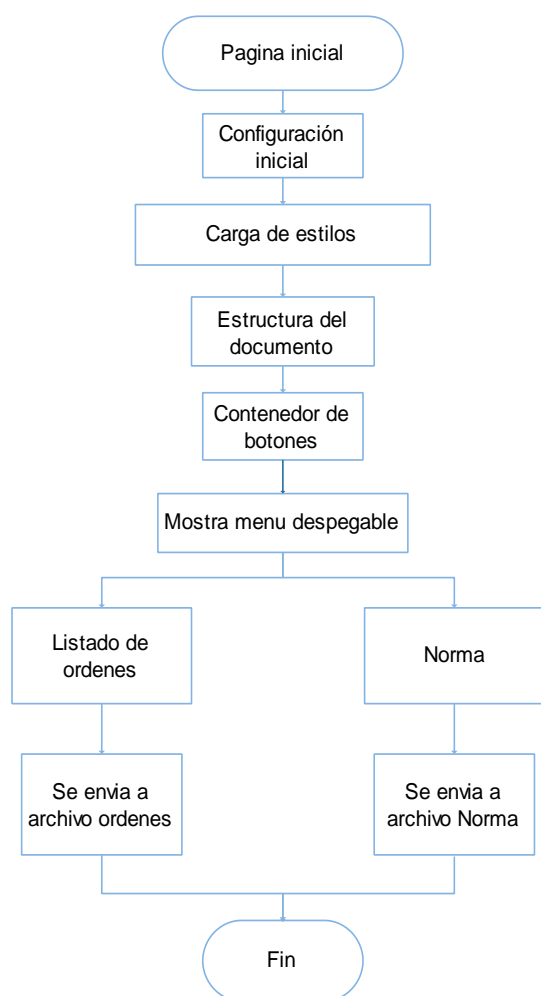 Pagina inicial
Configuración
inicial
Carga de estilos
Estructura del
documento
Contenedor de
botones
Mostra menu despegable
Listado de
ordenes
Norma
Se envia a
archivo ordenes
Se envia a
archivo Norma
Fin